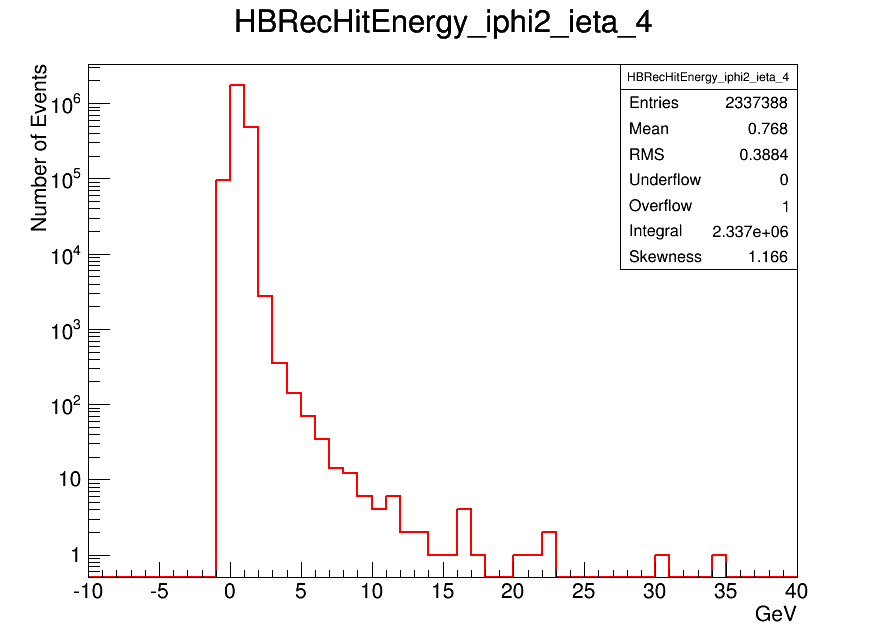 HBRecHitEnergy_iphi2_ieta_4
Number of Events
HBRecHitEnergy_iphi2_ieta_4
Entries 2337388
Mean 0.768
RMS 0.3884
Underflow 0
Overflow 1
Integral 2.337e+06
Skewness 1.166
10^6
10^5
10^4
10^3
10^2
10
1
-10 -5 0 5 10 15 20 25 30 35 40
GeV